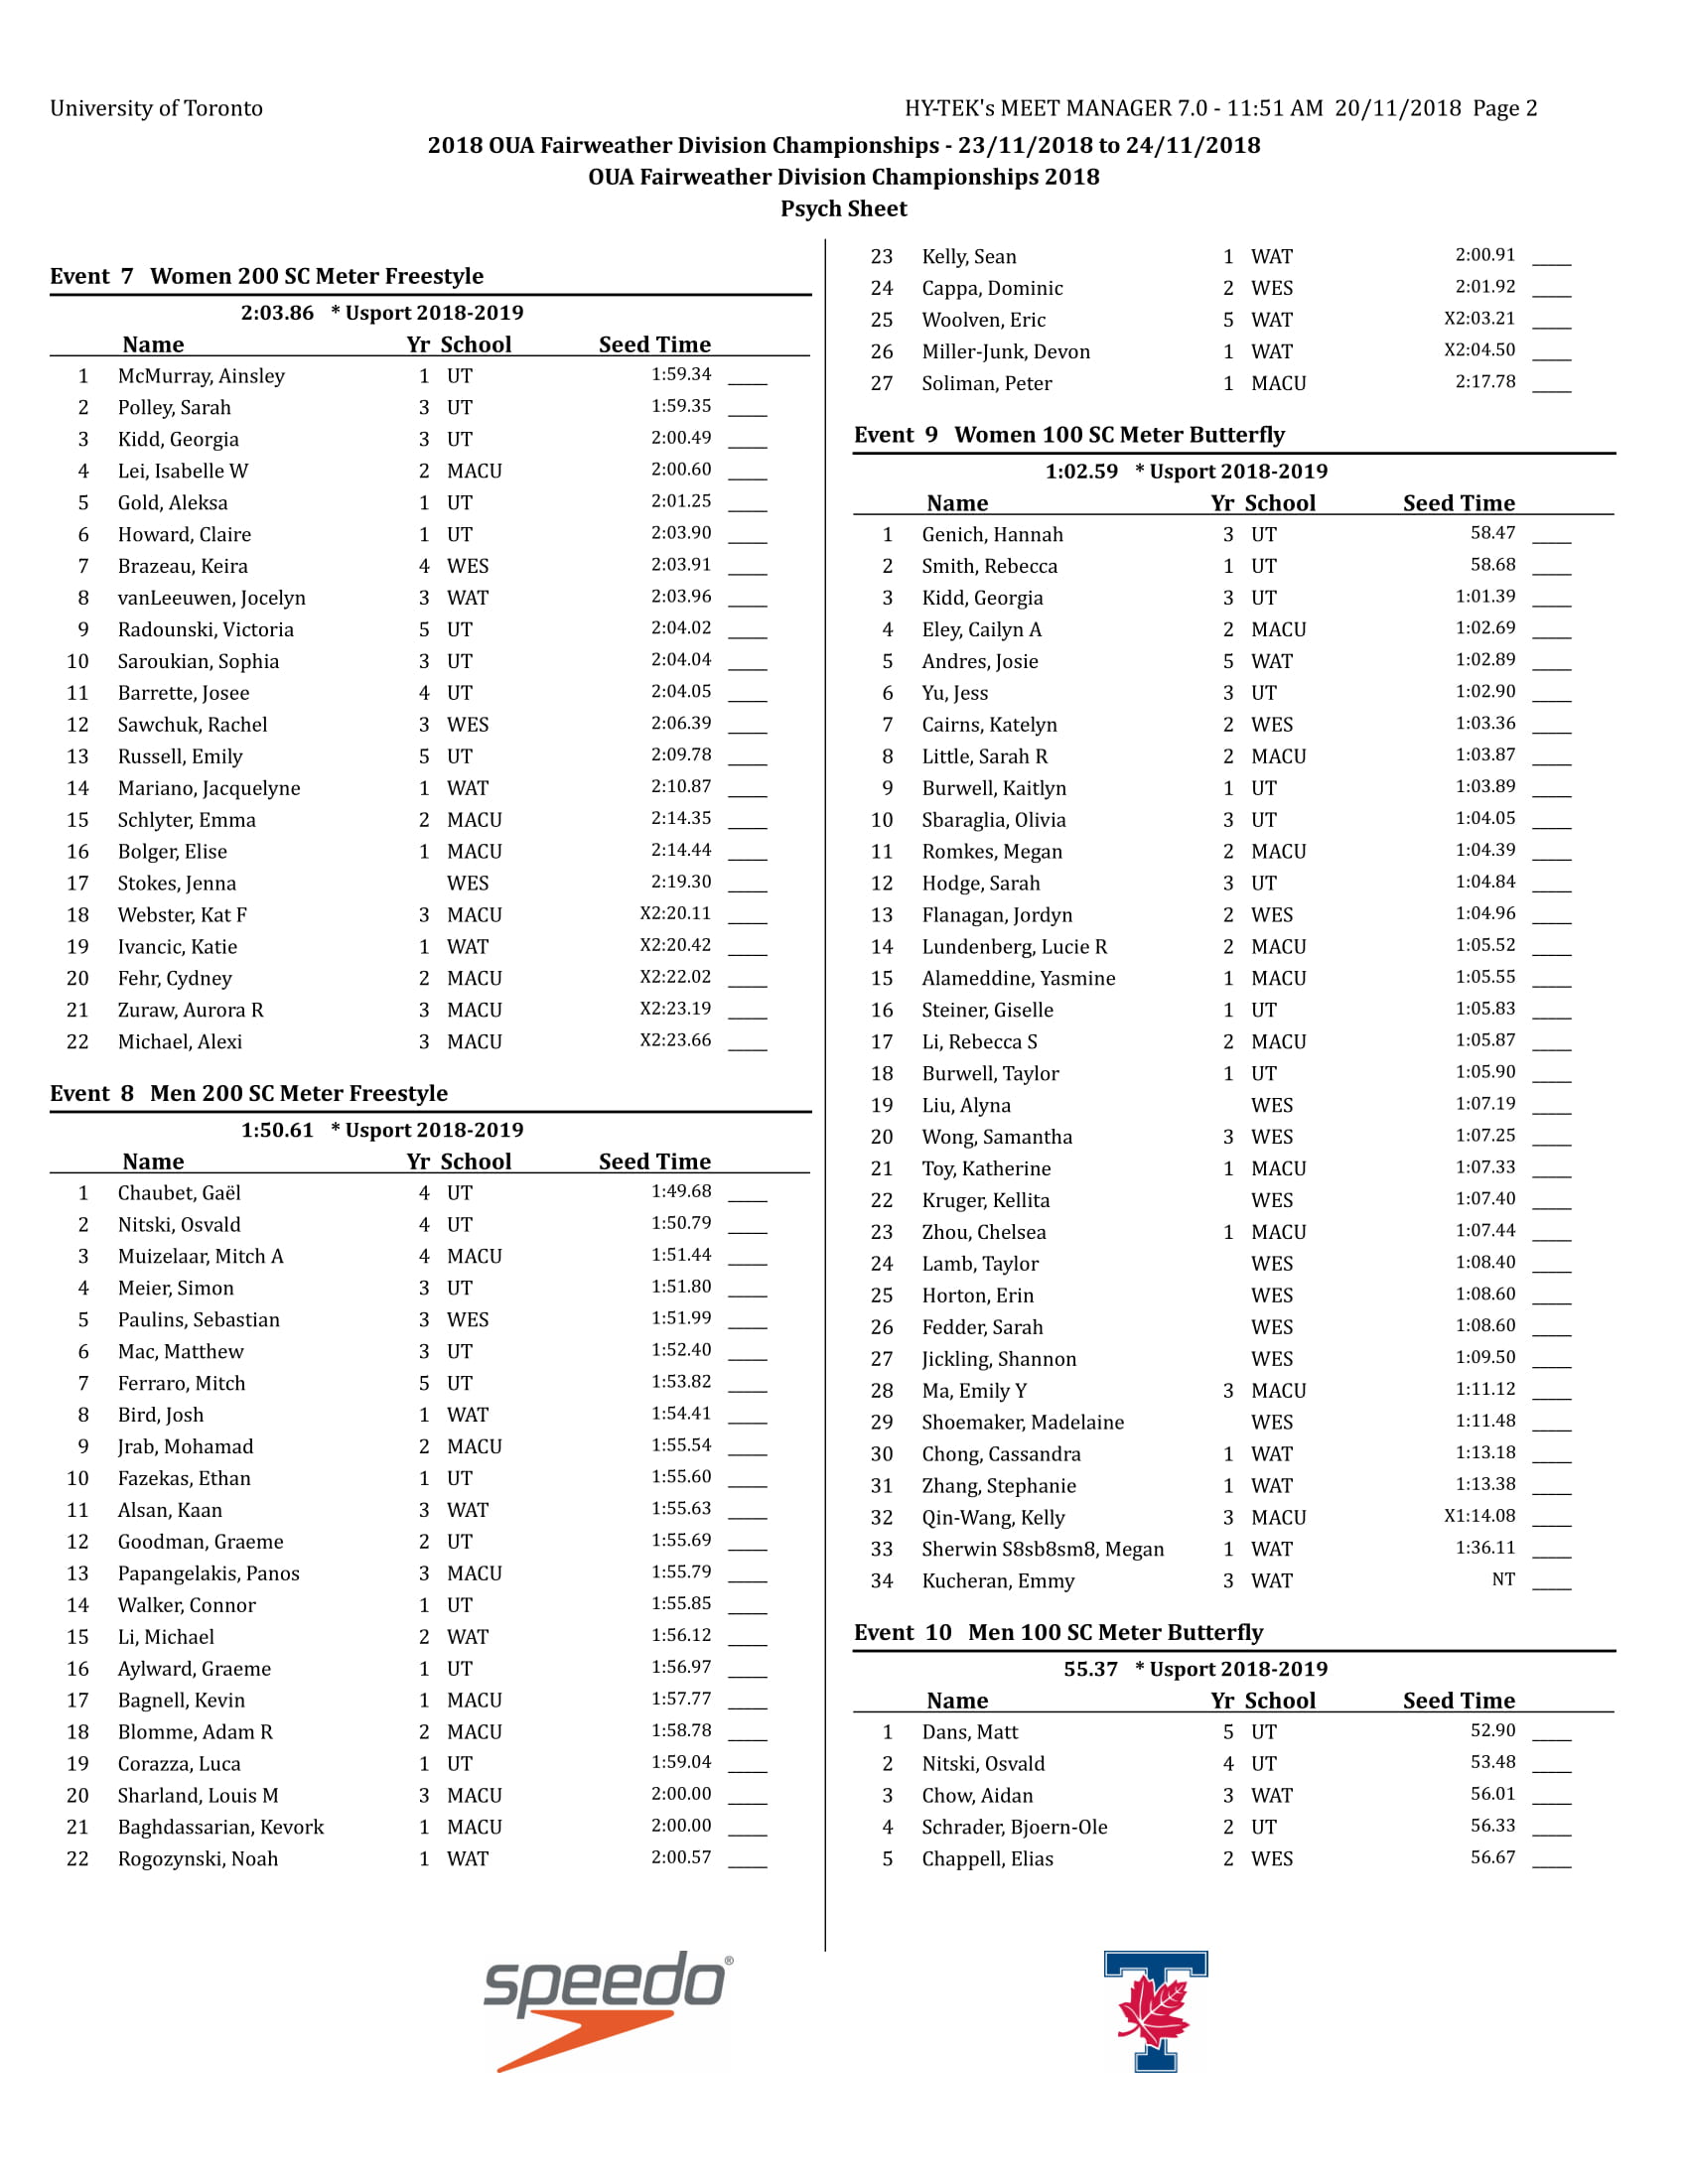 University of Toronto
HY-TEK's MEET MANAGER 7.0 - 11:51 AM 20/11/2018 Page 2
2018 OUA Fairweather Division Championships - 23/11/2018 to 24/11/2018
OUA Fairweather Division Championships 2018
Psych Sheet
Event 7 Women 200 SC Meter Freestyle
2:03.86 * Usport 2018-2019
Name Yr School Seed Time
1 McMurray, Ainsley 1 UT 1:59.34 ____
2 Polley, Sarah 3 UT 1:59.35 ____
3 Kidd, Georgia 3 UT 2:00.49 ____
4 Lei, Isabelle W 2 MACU 2:00.60 ____
5 Gold, Aleksa 1 UT 2:01.25 ____
6 Howard, Claire 1 UT 2:03.90 ____
7 Brazeau, Keira 4 WES 2:03.91 ____
8 vanLeeuwen, Jocelyn 3 WAT 2:03.96 ____
9 Radounski, Victoria 5 UT 2:04.02 ____
10 Saroukian, Sophia 3 UT 2:04.04 ____
11 Barrette, Josee 4 UT 2:04.05 ____
12 Sawchuk, Rachel 3 WES 2:06.39 ____
13 Russell, Emily 5 UT 2:09.78 ____
14 Mariano, Jacquelyne 1 WAT 2:10.87 ____
15 Schlyter, Emma 2 MACU 2:14.35 ____
16 Bolger, Elise 1 MACU 2:14.44 ____
17 Stokes, Jenna WES 2:19.30 ____
18 Webster, Kat F 3 MACU X2:20.11 ____
19 Ivancic, Katie 1 WAT X2:20.42 ____
20 Fehr, Cydney 2 MACU X2:22.02 ____
21 Zuraw, Aurora R 3 MACU X2:23.19 ____
22 Michael, Alexi 3 MACU X2:23.66 ____
Event 8 Men 200 SC Meter Freestyle
1:50.61 * Usport 2018-2019
Name Yr School Seed Time
1 Chaubet, Gaël 4 UT 1:49.68 ____
2 Nitski, Osvald 4 UT 1:50.79 ____
3 Muizelaar, Mitch A 4 MACU 1:51.44 ____
4 Meier, Simon 3 UT 1:51.80 ____
5 Paulins, Sebastian 3 WES 1:51.99 ____
6 Mac, Matthew 3 UT 1:52.40 ____
7 Ferraro, Mitch 5 UT 1:53.82 ____
8 Bird, Josh 1 WAT 1:54.41 ____
9 Jrab, Mohamad 2 MACU 1:55.54 ____
10 Fazekas, Ethan 1 UT 1:55.60 ____
11 Alsan, Kaan 3 WAT 1:55.63 ____
12 Goodman, Graeme 2 UT 1:55.69 ____
13 Papangelakis, Panos 3 MACU 1:55.79 ____
14 Walker, Connor 1 UT 1:55.85 ____
15 Li, Michael 2 WAT 1:56.12 ____
16 Aylward, Graeme 1 UT 1:56.97 ____
17 Bagnell, Kevin 1 MACU 1:57.77 ____
18 Blomme, Adam R 2 MACU 1:58.78 ____
19 Corazza, Luca 1 UT 1:59.04 ____
20 Sharland, Louis M 3 MACU 2:00.00 ____
21 Baghdassarian, Kevork 1 MACU 2:00.00 ____
22 Rogozynski, Noah 1 WAT 2:00.57 ____
23 Kelly, Sean 1 WAT 2:00.91 ____
24 Cappa, Dominic 2 WES 2:01.92 ____
25 Woolven, Eric 5 WAT X2:03.21 ____
26 Miller-Junk, Devon 1 WAT X2:04.50 ____
27 Soliman, Peter 1 MACU 2:17.78 ____
Event 9 Women 100 SC Meter Butterfly
1:02.59 * Usport 2018-2019
Name Yr School Seed Time
1 Genich, Hannah 3 UT 58.47 ____
2 Smith, Rebecca 1 UT 58.68 ____
3 Kidd, Georgia 3 UT 1:01.39 ____
4 Eley, Cailyn A 2 MACU 1:02.69 ____
5 Andres, Josie 5 WAT 1:02.89 ____
6 Yu, Jess 3 UT 1:02.90 ____
7 Cairns, Katelyn 2 WES 1:03.36 ____
8 Little, Sarah R 2 MACU 1:03.87 ____
9 Burwell, Kaitlyn 1 UT 1:03.89 ____
10 Sbaraglia, Olivia 3 UT 1:04.05 ____
11 Romkes, Megan 2 MACU 1:04.39 ____
12 Hodge, Sarah 3 UT 1:04.84 ____
13 Flanagan, Jordyn 2 WES 1:04.96 ____
14 Lundenberg, Lucie R 2 MACU 1:05.52 ____
15 Alameddine, Yasmine 1 MACU 1:05.55 ____
16 Steiner, Giselle 1 UT 1:05.83 ____
17 Li, Rebecca S 2 MACU 1:05.87 ____
18 Burwell, Taylor 1 UT 1:05.90 ____
19 Liu, Alyna WES 1:07.19 ____
20 Wong, Samantha 3 WES 1:07.25 ____
21 Toy, Katherine 1 MACU 1:07.33 ____
22 Kruger, Kellita WES 1:07.40 ____
23 Zhou, Chelsea 1 MACU 1:07.44 ____
24 Lamb, Taylor WES 1:08.40 ____
25 Horton, Erin WES 1:08.60 ____
26 Fedder, Sarah WES 1:08.60 ____
27 Jickling, Shannon WES 1:09.50 ____
28 Ma, Emily Y 3 MACU 1:11.12 ____
29 Shoemaker, Madelaine WES 1:11.48 ____
30 Chong, Cassandra 1 WAT 1:13.18 ____
31 Zhang, Stephanie 1 WAT 1:13.38 ____
32 Qin-Wang, Kelly 3 MACU X1:14.08 ____
33 Sherwin S8sb8sm8, Megan 1 WAT 1:36.11 ____
34 Kucheran, Emmy 3 WAT NT ____
Event 10 Men 100 SC Meter Butterfly
55.37 * Usport 2018-2019
Name Yr School Seed Time
1 Dans, Matt 5 UT 52.90 ____
2 Nitski, Osvald 4 UT 53.48 ____
3 Chow, Aidan 3 WAT 56.01 ____
4 Schrader, Bjoern-Ole 2 UT 56.33 ____
5 Chappell, Elias 2 WES 56.67 ____
speedo®
T